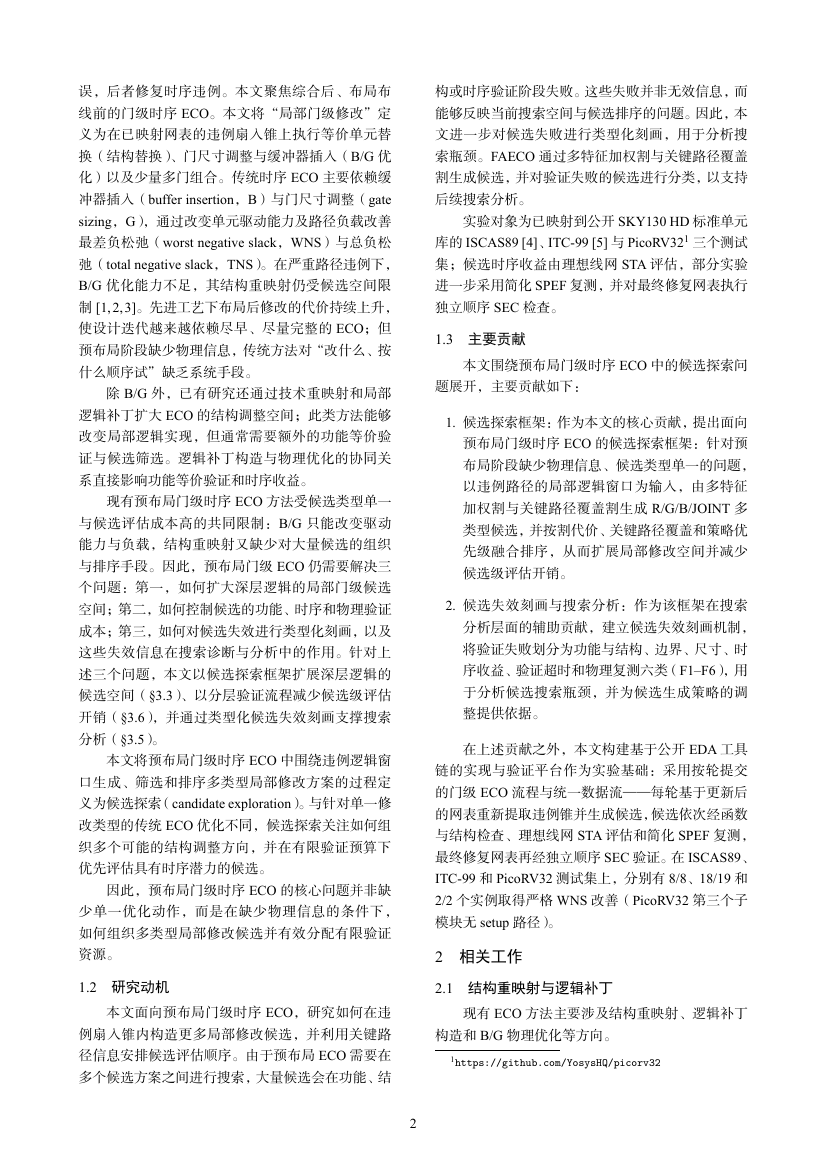 误，后者修复时序违例。本文聚焦综合后、布局布
线前的门级时序 ECO。本文将“局部门级修改”定
义为在已映射网表的违例扇入锥上执行等价单元替
换（结构替换）、门尺寸调整与缓冲器插入（B/G 优
化）以及少量多门组合。传统时序 ECO 主要依赖缓
冲器插入（buffer insertion，B）与门尺寸调整（gate
sizing，G），通过改变单元驱动能力及路径负载改善
最差负松弛（worst negative slack，WNS）与总负松
弛（total negative slack，TNS）。在严重路径违例下，
B/G 优化能力不足，其结构重映射仍受候选空间限
制 [1,2,3]。先进工艺下布局后修改的代价持续上升，
使设计迭代越来越依赖尽早、尽量完整的 ECO；但
预布局阶段缺少物理信息，传统方法对“改什么、按
什么顺序试”缺乏系统手段。
除 B/G 外，已有研究还通过技术重映射和局部
逻辑补丁扩大 ECO 的结构调整空间；此类方法能够
改变局部逻辑实现，但通常需要额外的功能等价验
证与候选筛选。逻辑补丁构造与物理优化的协同关
系直接影响功能等价验证和时序收益。
现有预布局门级时序 ECO 方法受候选类型单一
与候选评估成本高的共同限制：B/G 只能改变驱动
能力与负载，结构重映射又缺少对大量候选的组织
与排序手段。因此，预布局门级 ECO 仍需要解决三
个问题：第一，如何扩大深层逻辑的局部门级候选
空间；第二，如何控制候选的功能、时序和物理验证
成本；第三，如何对候选失效进行类型化刻画，以及
这些失效信息在搜索诊断与分析中的作用。针对上
述三个问题，本文以候选探索框架扩展深层逻辑的
候选空间（§3.3）、以分层验证流程减少候选级评估
开销（§3.6），并通过类型化候选失效刻画支撑搜索
分析（§3.5）。
本文将预布局门级时序 ECO 中围绕违例逻辑窗
口生成、筛选和排序多类型局部修改方案的过程定
义为候选探索（candidate exploration）。与针对单一修
改类型的传统 ECO 优化不同，候选探索关注如何组
织多个可能的结构调整方向，并在有限验证预算下
优先评估具有时序潜力的候选。
因此，预布局门级时序 ECO 的核心问题并非缺
少单一优化动作，而是在缺少物理信息的条件下，
如何组织多类型局部修改候选并有效分配有限验证
资源。
1.2 研究动机
本文面向预布局门级时序 ECO，研究如何在违
例扇入锥内构造更多局部修改候选，并利用关键路
径信息安排候选评估顺序。由于预布局 ECO 需要在
多个候选方案之间进行搜索，大量候选会在功能、结
构或时序验证阶段失败。这些失败并非无效信息，而
能够反映当前搜索空间与候选排序的问题。因此，本
文进一步对候选失败进行类型化刻画，用于分析搜
索瓶颈。FAECO 通过多特征加权割与关键路径覆盖
割生成候选，并对验证失败的候选进行分类，以支持
后续搜索分析。
实验对象为已映射到公开 SKY130 HD 标准单元
库的 ISCAS89 [4]、ITC-99 [5] 与 PicoRV32¹ 三个测试
集；候选时序收益由理想线网 STA 评估，部分实验
进一步采用简化 SPEF 复测，并对最终修复网表执行
独立顺序 SEC 检查。
1.3 主要贡献
本文围绕预布局门级时序 ECO 中的候选探索问
题展开，主要贡献如下：
1. 候选探索框架：作为本文的核心贡献，提出面向
预布局门级时序 ECO 的候选探索框架：针对预
布局阶段缺少物理信息、候选类型单一的问题，
以违例路径的局部逻辑窗口为输入，由多特征
加权割与关键路径覆盖割生成 R/G/B/JOINT 多
类型候选，并按割代价、关键路径覆盖和策略优
先级融合排序，从而扩展局部修改空间并减少
候选级评估开销。
2. 候选失效刻画与搜索分析：作为该框架在搜索
分析层面的辅助贡献，建立候选失效刻画机制，
将验证失败划分为功能与结构、边界、尺寸、时
序收益、验证超时和物理复测六类（F1–F6），用
于分析候选搜索瓶颈，并为候选生成策略的调
整提供依据。
在上述贡献之外，本文构建基于公开 EDA 工具
链的实现与验证平台作为实验基础：采用按轮提交
的门级 ECO 流程与统一数据流——每轮基于更新后
的网表重新提取违例锥并生成候选，候选依次经函数
与结构检查、理想线网 STA 评估和简化 SPEF 复测，
最终修复网表再经独立顺序 SEC 验证。在 ISCAS89、
ITC-99 和 PicoRV32 测试集上，分别有 8/8、18/19 和
2/2 个实例取得严格 WNS 改善（PicoRV32 第三个子
模块无 setup 路径）。
2 相关工作
2.1 结构重映射与逻辑补丁
现有 ECO 方法主要涉及结构重映射、逻辑补丁
构造和 B/G 物理优化等方向。
¹https://github.com/YosysHQ/picorv32
2